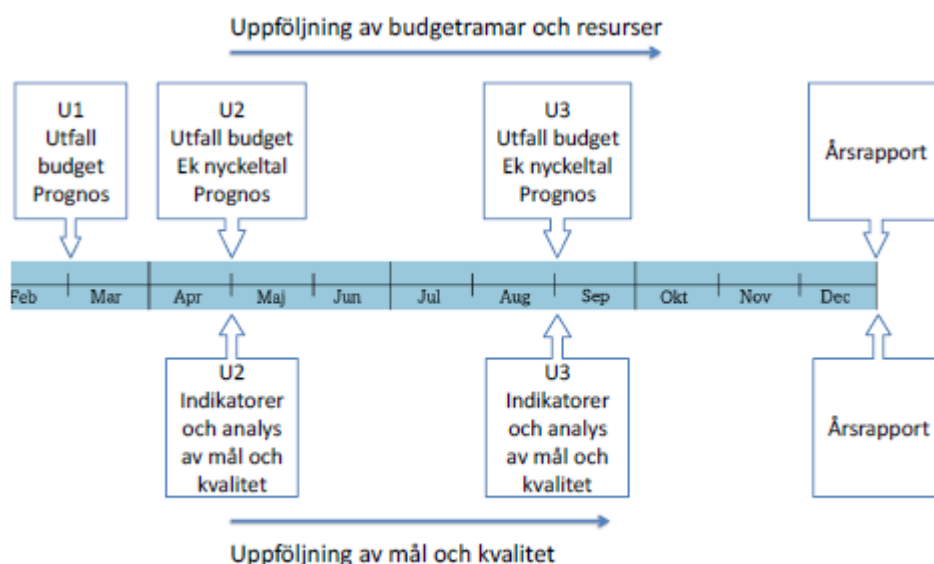 Uppföljning av budgetramar och resurser
U1
Utfall
budget
Prognos
U2
Utfall budget
Ek nyckeltal
Prognos
U3
Utfall budget
Ek nyckeltal
Prognos
Årsrapport
Feb Mar Apr Maj Jun Jul Aug Sep Okt Nov Dec
U2
Indikatorer
och analys
av mål och
kvalitet
U3
Indikatorer
och analys
av mål och
kvalitet
Årsrapport
Uppföljning av mål och kvalitet